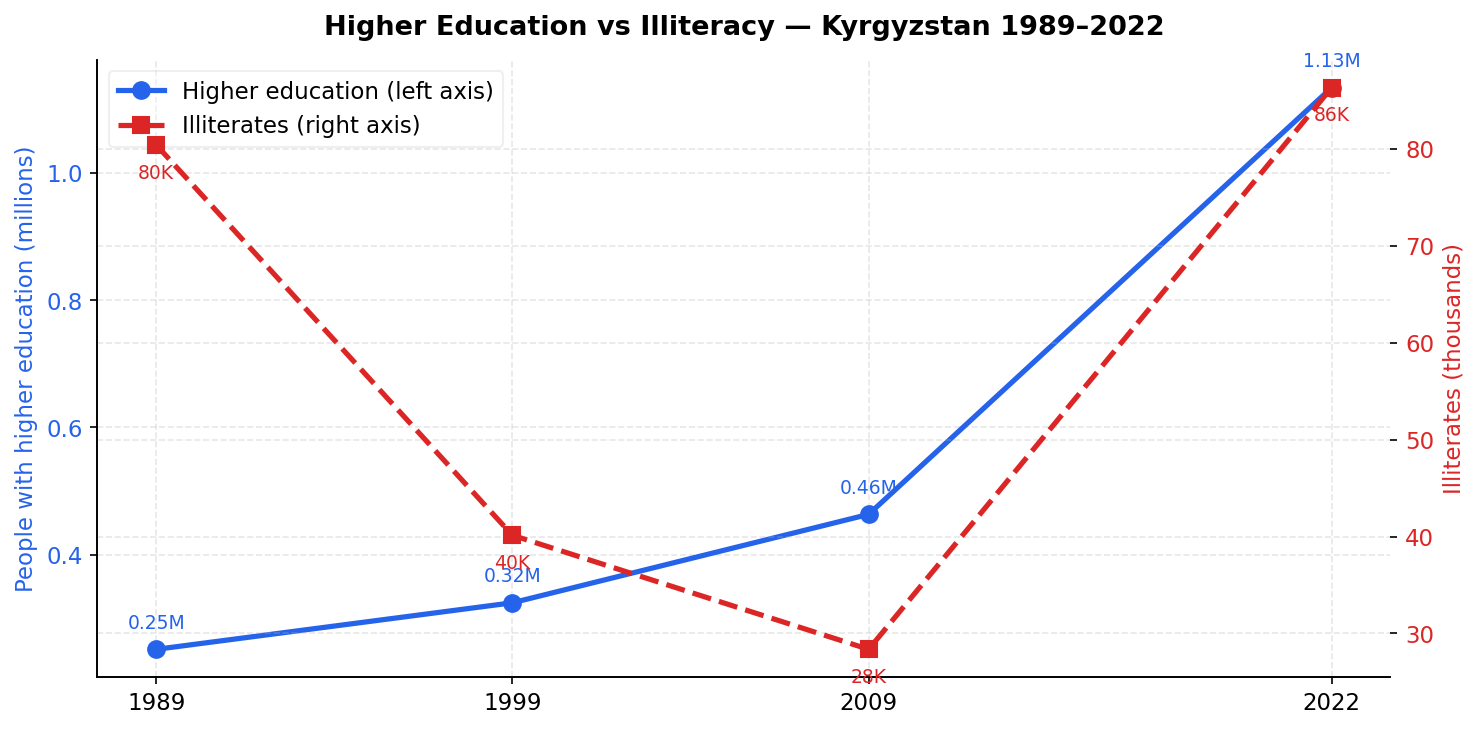 Higher Education vs Illiteracy — Kyrgyzstan 1989–2022
Higher education (left axis)
Illiterates (right axis)
People with higher education (millions)
1.0
0.8
0.6
0.4
Illiterates (thousands)
80
70
60
50
40
30
1989
1999
2009
2022
0.25M
0.32M
0.46M
1.13M
80K
40K
28K
86K